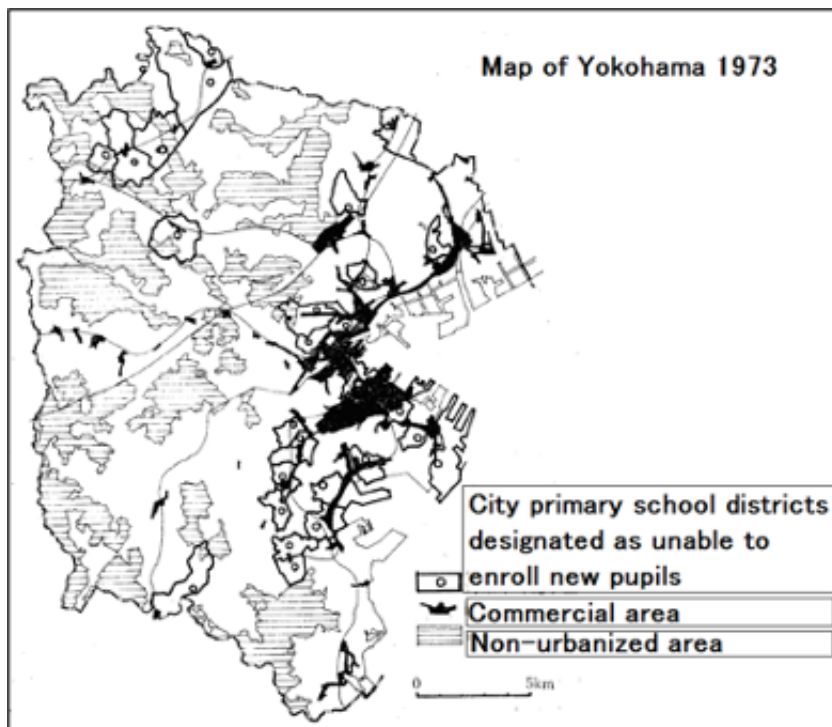 Map of Yokohama 1973
City primary school districts
designated as unable to
enroll new pupils
Commercial area
Non-urbanized area
0 5km